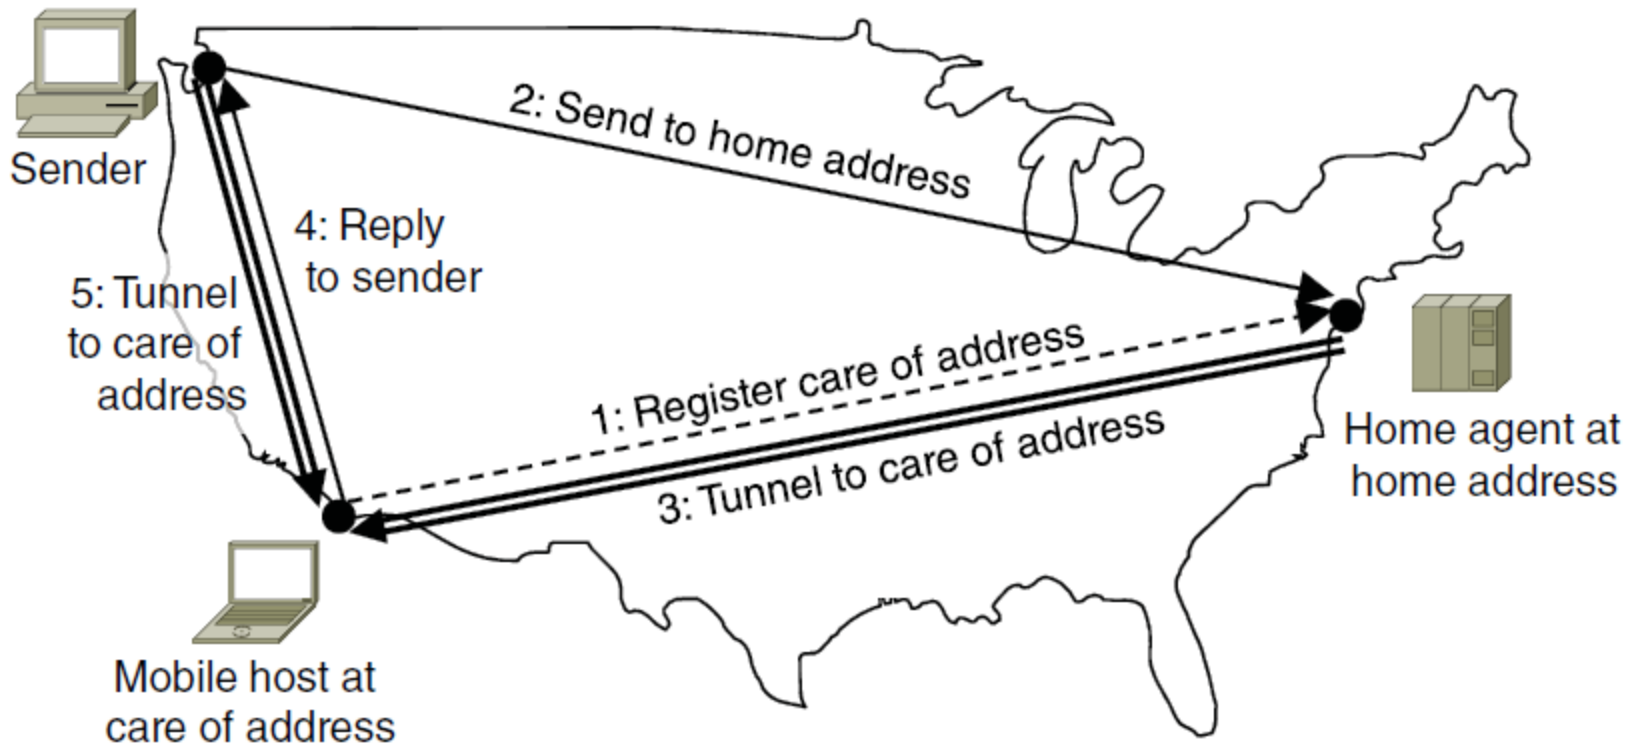 2: Send to home address
Sender
4: Reply
to sender
5: Tunnel
to care of
address
1: Register care of address
3: Tunnel to care of address
Home agent at
home address
Mobile host at
care of address